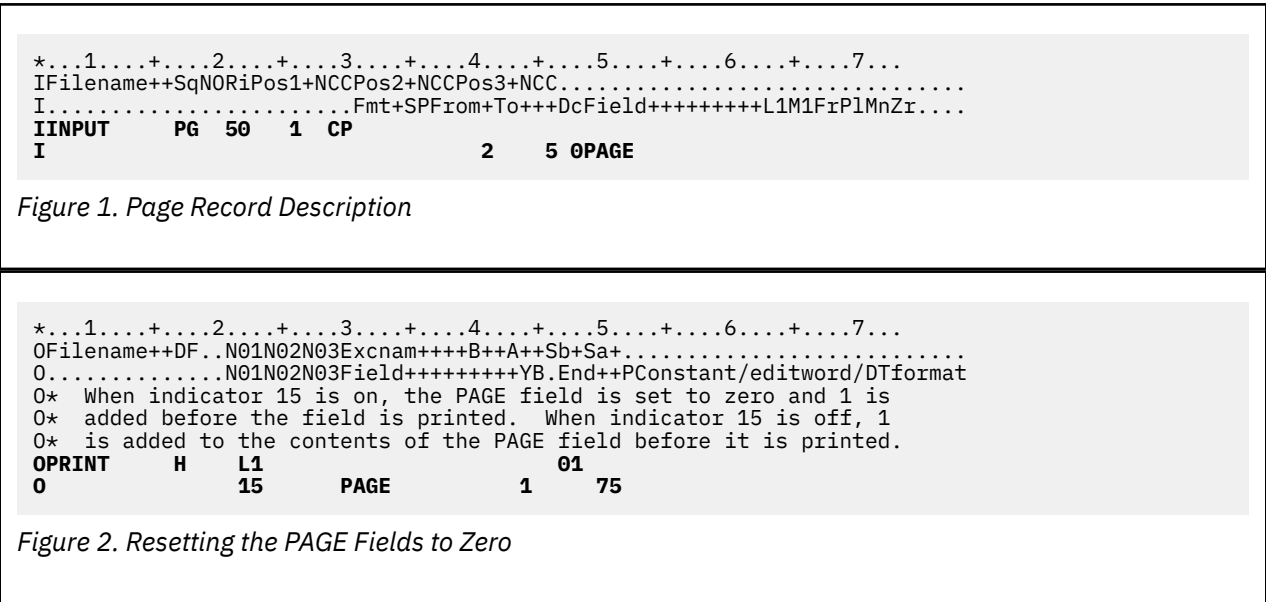 *...1....+....2....+....3....+....4....+....5....+....6....+....7...
IFilename++SqNORiPos1+NCCPos2+NCCPos3+NCC................................
I........................Fmt+SPFrom+To+++DcField+++++++++L1M1FrPlMnZr....
IINPUT     PG  50   1  CP
I                                  2    5 0PAGE
Figure 1. Page Record Description
*...1....+....2....+....3....+....4....+....5....+....6....+....7...
OFilename++DF..N01N02N03Excnam++++B++A++Sb+Sa+...........................
O..............N01N02N03Field+++++++++YB.End++PConstant/editword/DTformat
O*  When indicator 15 is on, the PAGE field is set to zero and 1 is
O*  added before the field is printed.  When indicator 15 is off, 1
O*  is added to the contents of the PAGE field before it is printed.
OPRINT     H    L1                       01
O               15      PAGE          1     75
Figure 2. Resetting the PAGE Fields to Zero